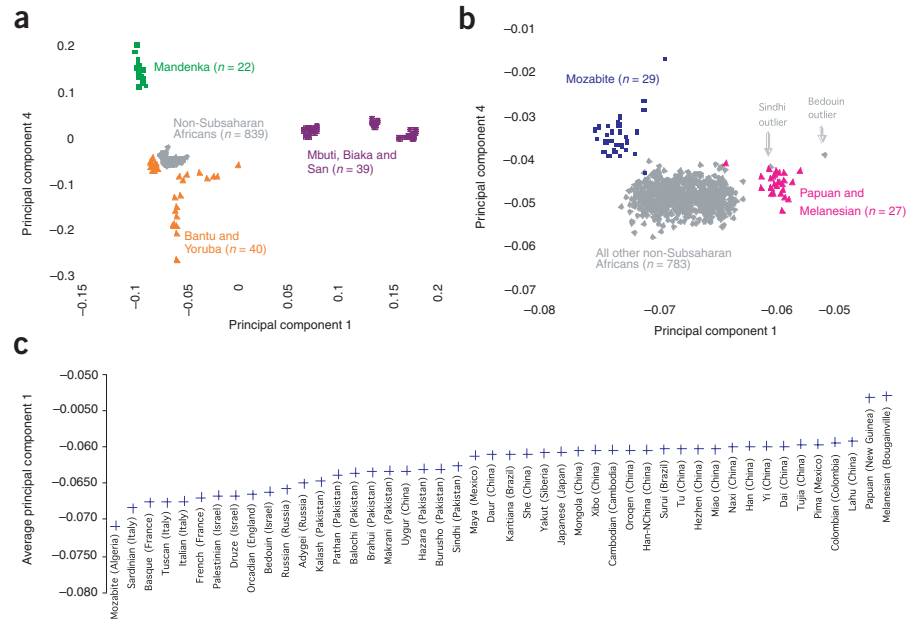 a
0.2
0.1
0
−0.1
−0.2
−0.3
Principal component 4
Mandenka (n = 22)
Non-Subsaharan
Africans (n = 839)
Mbuti, Biaka and
San (n = 39)
Bantu and
Yoruba (n = 40)
−0.15
−0.1
−0.05
0
0.05
0.1
0.15
0.2
Principal component 1
b
−0.01
−0.02
−0.03
−0.04
−0.05
−0.06
−0.07
Principal component 4
Mozabite (n = 29)
Sindhi
outlier
Bedouin
outlier
Papuan and
Melanesian (n = 27)
All other non-Subsaharan
Africans (n = 783)
−0.08
−0.07
−0.06
−0.05
Principal component 1
c
−0.050
−0.0050
−0.060
−0.0650
−0.070
−0.0750
−0.080
Average principal component 1
Mozabite (Algeria)
Sardinian (Italy)
Basque (France)
Tuscan (Italy)
Italian (Italy)
French (France)
Palestinian (Israel)
Druze (Israel)
Orcadian (England)
Bedouin (Israel)
Russian (Russia)
Adygei (Russia)
Kalash (Pakistan)
Pathan (Pakistan)
Balochi (Pakistan)
Brahui (Pakistan)
Makrani (Pakistan)
Uygur (China)
Hazara (Pakistan)
Burusho (Pakistan)
Sindhi (Pakistan)
Maya (Mexico)
Daur (China)
Karitiana (Brazil)
She (China)
Yakut (Siberia)
Japanese (Japan)
Mongola (China)
Xibo (China)
Cambodian (Cambodia)
Oroqen (China)
Han-NChina (China)
Surui (Brazil)
Tu (China)
Hezhen (China)
Miao (China)
Naxi (China)
Han (China)
Yi (China)
Dai (China)
Tujia (China)
Pima (Mexico)
Colombian (Colombia)
Lahu (China)
Papuan (New Guinea)
Melanesian (Bougainville)